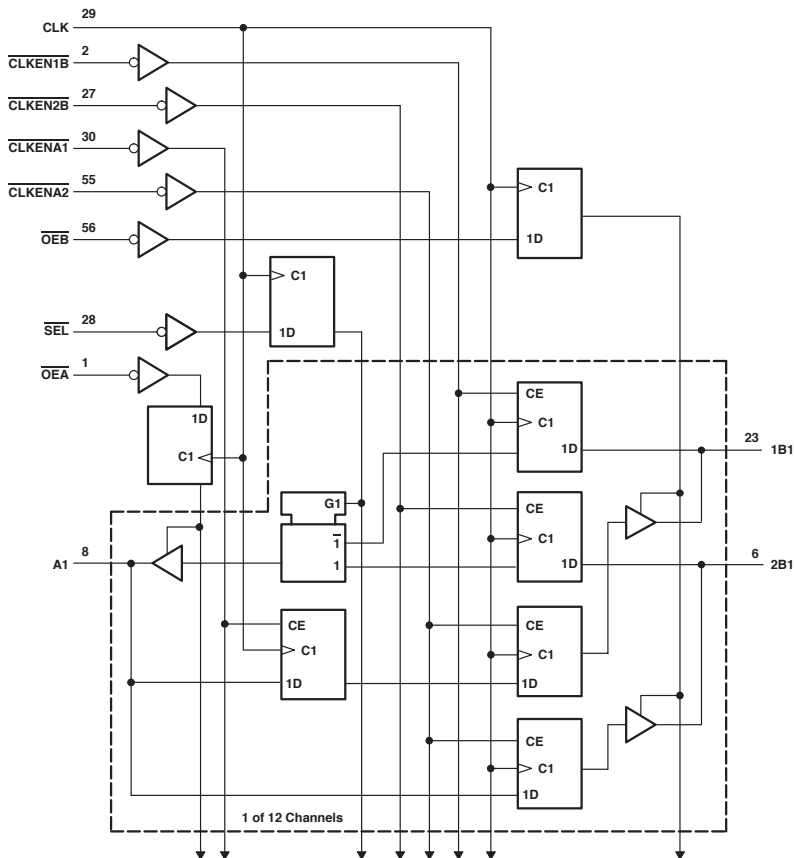 CLK 29
CLKEN1B 2
CLKEN2B 27
CLKENA1 30
CLKENA2 55
C1
OEB 56
1D
C1
SEL 28
1D
OEA 1
1D
CE
C1
1D
23 1B1
C1
G1
CE
1
C1
A1 8
1
1D
6 2B1
CE
C1
1D
CE
C1
1D
CE
C1
1D
1 of 12 Channels